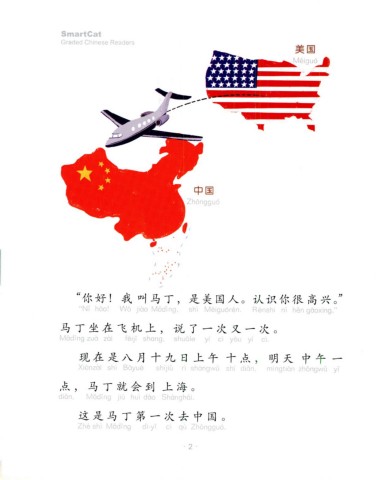 SmartCat
Graded Chinese Readers
美国
Měiguó
中国
Zhōngguó
“你好！我叫马丁，是美国人。认识你很高兴。”
“Nǐ hǎo! Wǒ jiào Mǎdīng, shì Měiguórén. Rènshi nǐ hěn gāoxìng.”
马丁坐在飞机上，说了一次又一次。
Mǎdīng zuò zài fēijī shang, shuōle yí cì yòu yí cì.
现在是八月十九日上午十点，明天中午一
Xiànzài shì Bāyuè shíjiǔ rì shàngwǔ shí diǎn, míngtiān zhōngwǔ yī
点，马丁就会到上海。
diǎn, Mǎdīng jiù huì dào Shànghǎi.
这是马丁第一次去中国。
Zhè shì Mǎdīng dì-yī cì qù Zhōngguó.
· 2 ·